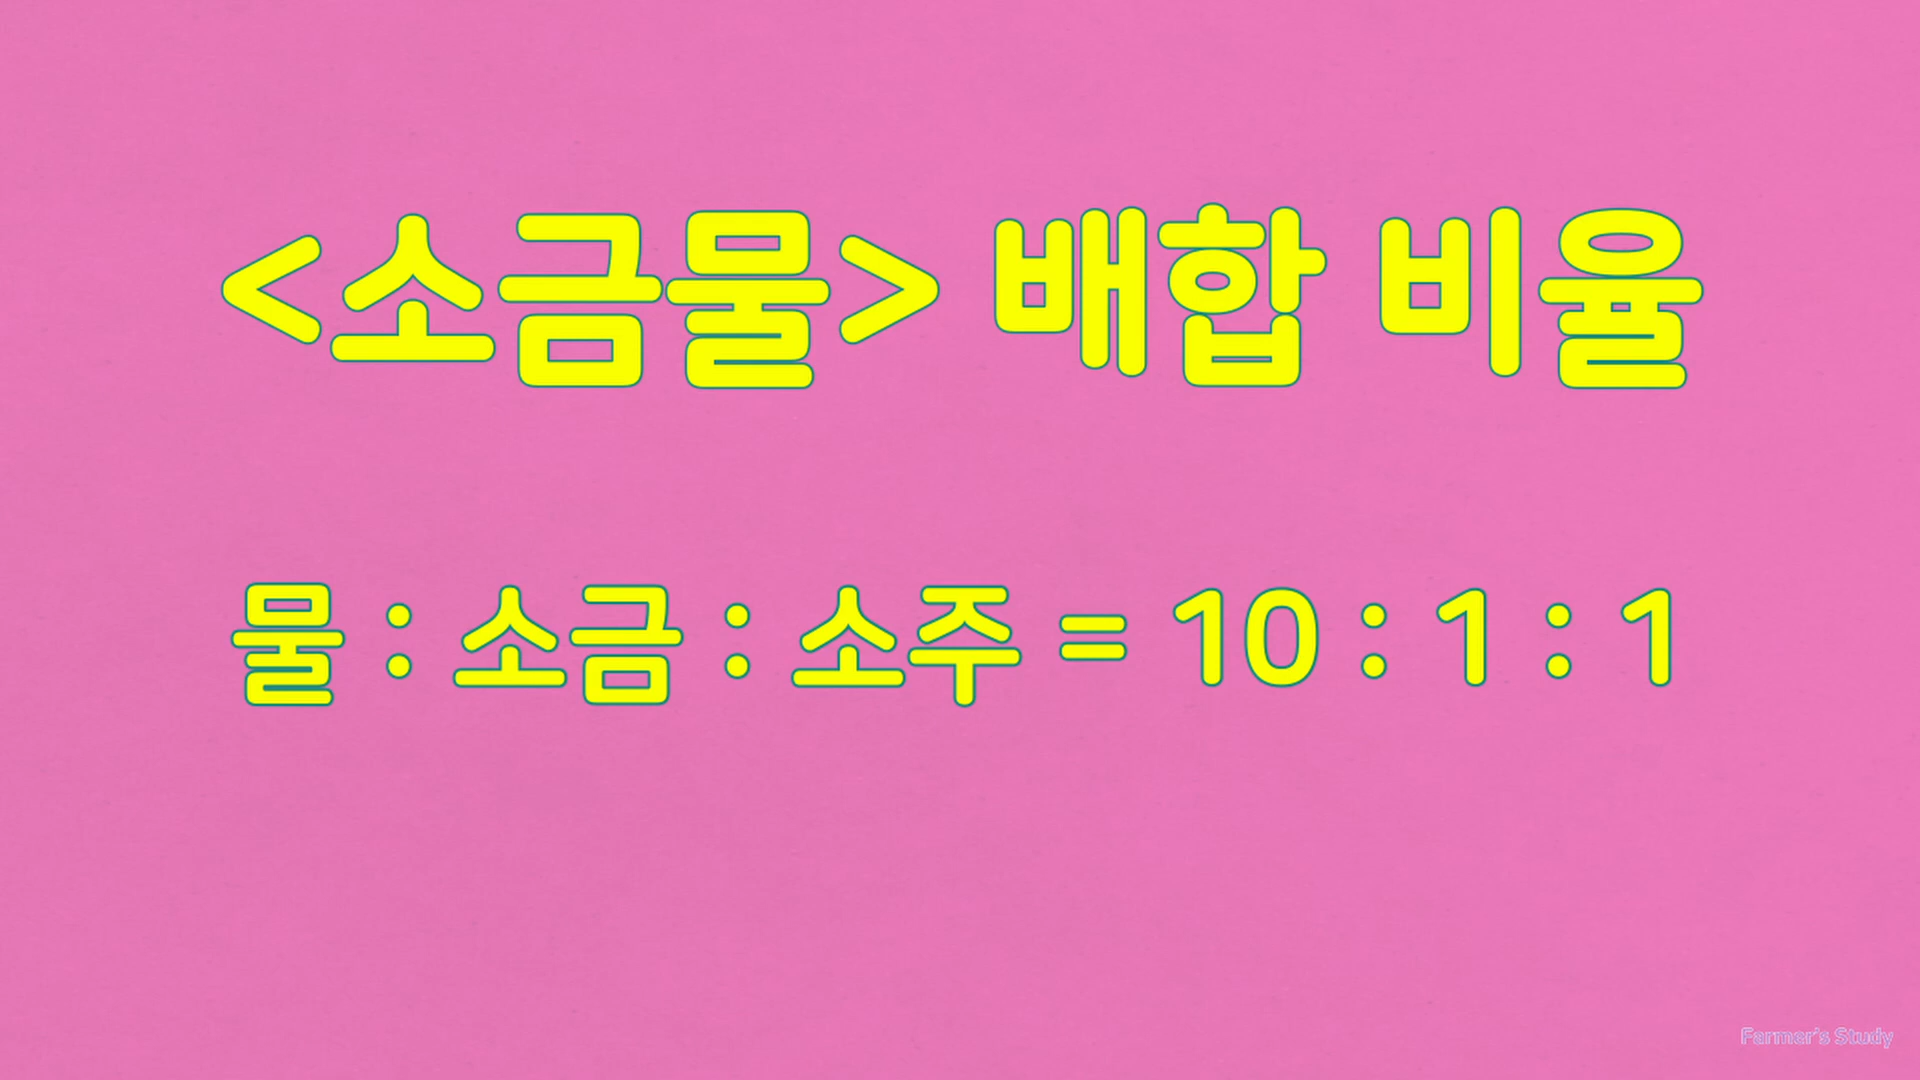 <소금물> 배합 비율
물 : 소금 : 소주 = 10 : 1 : 1
Farmer's Study